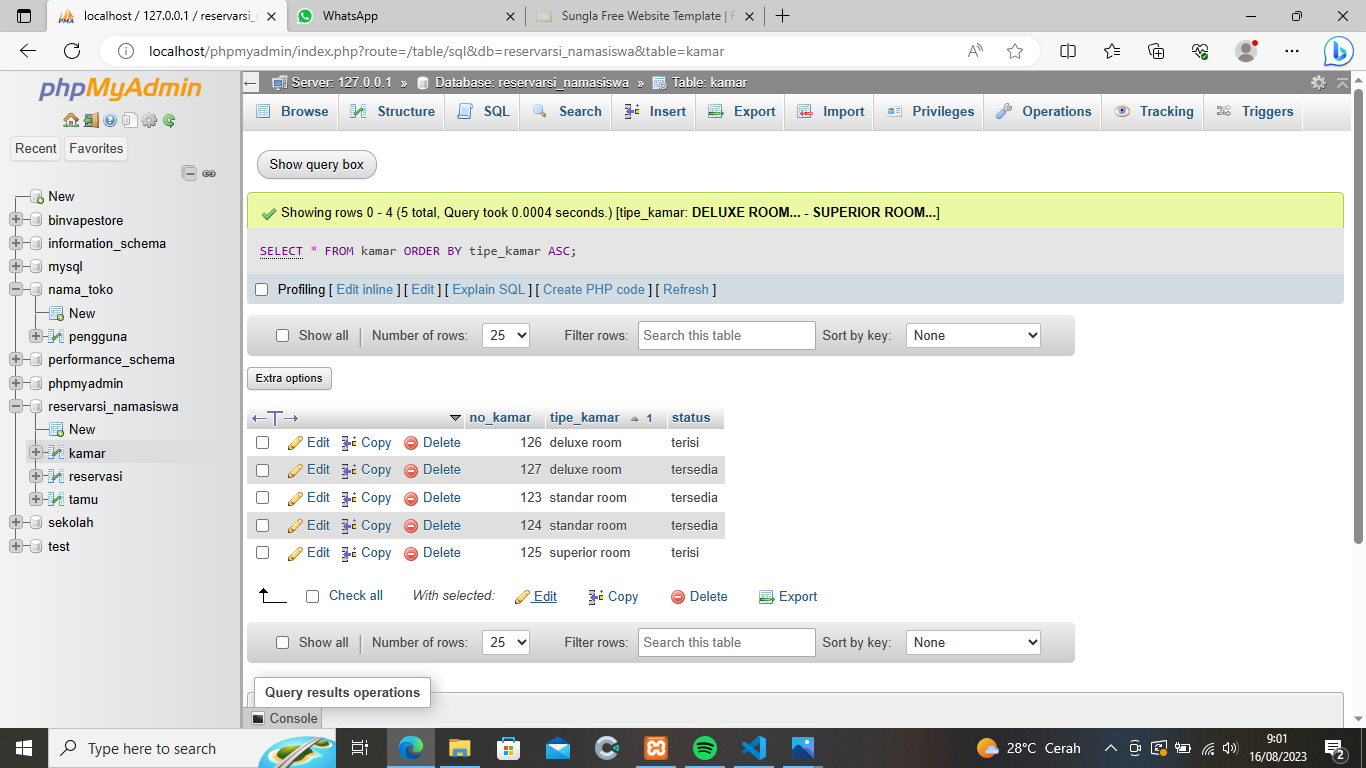 localhost / 127.0.0.1 / reservarsi_
WhatsApp
Sungla Free Website Template | F
localhost/phpmyadmin/index.php?route=/table/sql&db=reservarsi_namasiswa&table=kamar
phpMyAdmin
Recent Favorites
New
binvapestore
information_schema
mysql
nama_toko
New
pengguna
performance_schema
phpmyadmin
reservarsi_namasiswa
New
kamar
reservasi
tamu
sekolah
test
Server: 127.0.0.1 » Database: reservarsi_namasiswa » Table: kamar
Browse Structure SQL Search Insert Export Import Privileges Operations Tracking Triggers
Show query box
Showing rows 0 - 4 (5 total, Query took 0.0004 seconds.) [tipe_kamar: DELUXE ROOM... - SUPERIOR ROOM...]
SELECT * FROM kamar ORDER BY tipe_kamar ASC;
Profiling [ Edit inline ] [ Edit ] [ Explain SQL ] [ Create PHP code ] [ Refresh ]
Show all Number of rows: 25 Filter rows: Search this table Sort by key: None
Extra options
no_kamar tipe_kamar 1 status
Edit Copy Delete 126 deluxe room terisi
Edit Copy Delete 127 deluxe room tersedia
Edit Copy Delete 123 standar room tersedia
Edit Copy Delete 124 standar room tersedia
Edit Copy Delete 125 superior room terisi
Check all With selected: Edit Copy Delete Export
Show all Number of rows: 25 Filter rows: Search this table Sort by key: None
Query results operations
Console
Type here to search
28°C Cerah
9:01
16/08/2023
2